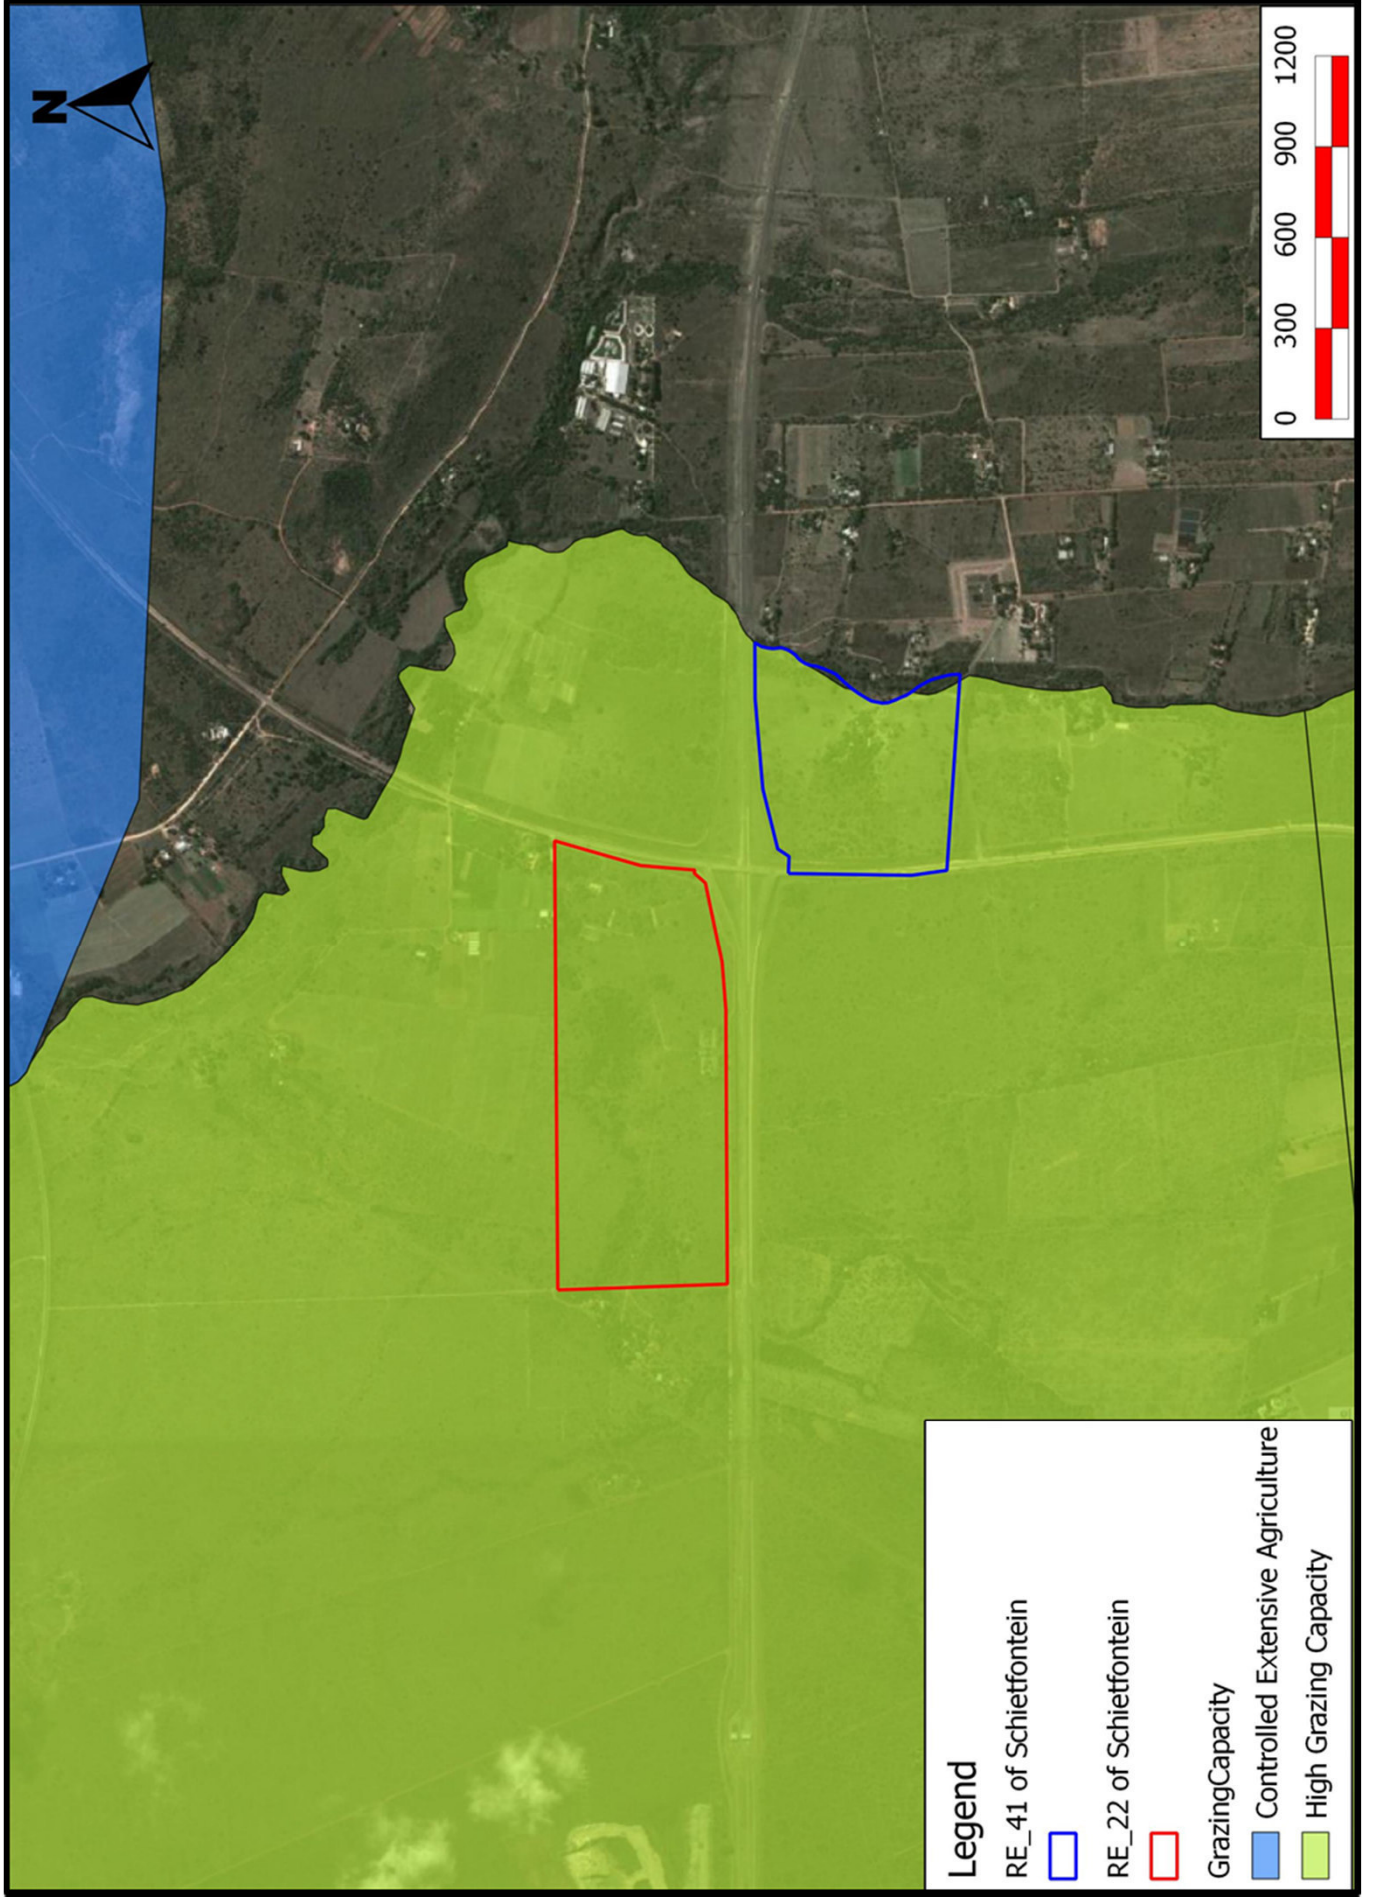 N
Legend
RE_41 of Schietfontein
RE_22 of Schietfontein
GrazingCapacity
Controlled Extensive Agriculture
High Grazing Capacity
0 300 600 900 1200